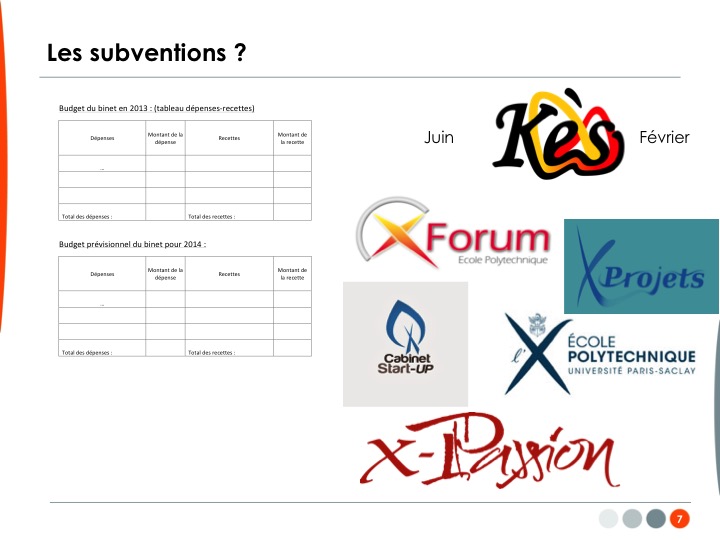 Les subventions ?
Budget du binet en 2013 : (tableau dépenses-recettes)
Dépenses
Montant de la
dépense
Recettes
Montant de
la recette
...
Total des dépenses :
Total des recettes :
Budget prévisionnel du binet pour 2014 :
Dépenses
Montant de la
dépense
Recettes
Montant de
la recette
...
Total des dépenses :
Total des recettes :
Juin
Kès
Février
XForum
Ecole Polytechnique
XProjets
Cabinet
Start-UP
l'X
ÉCOLE
POLYTECHNIQUE
UNIVERSITÉ PARIS-SACLAY
X-Passion
7